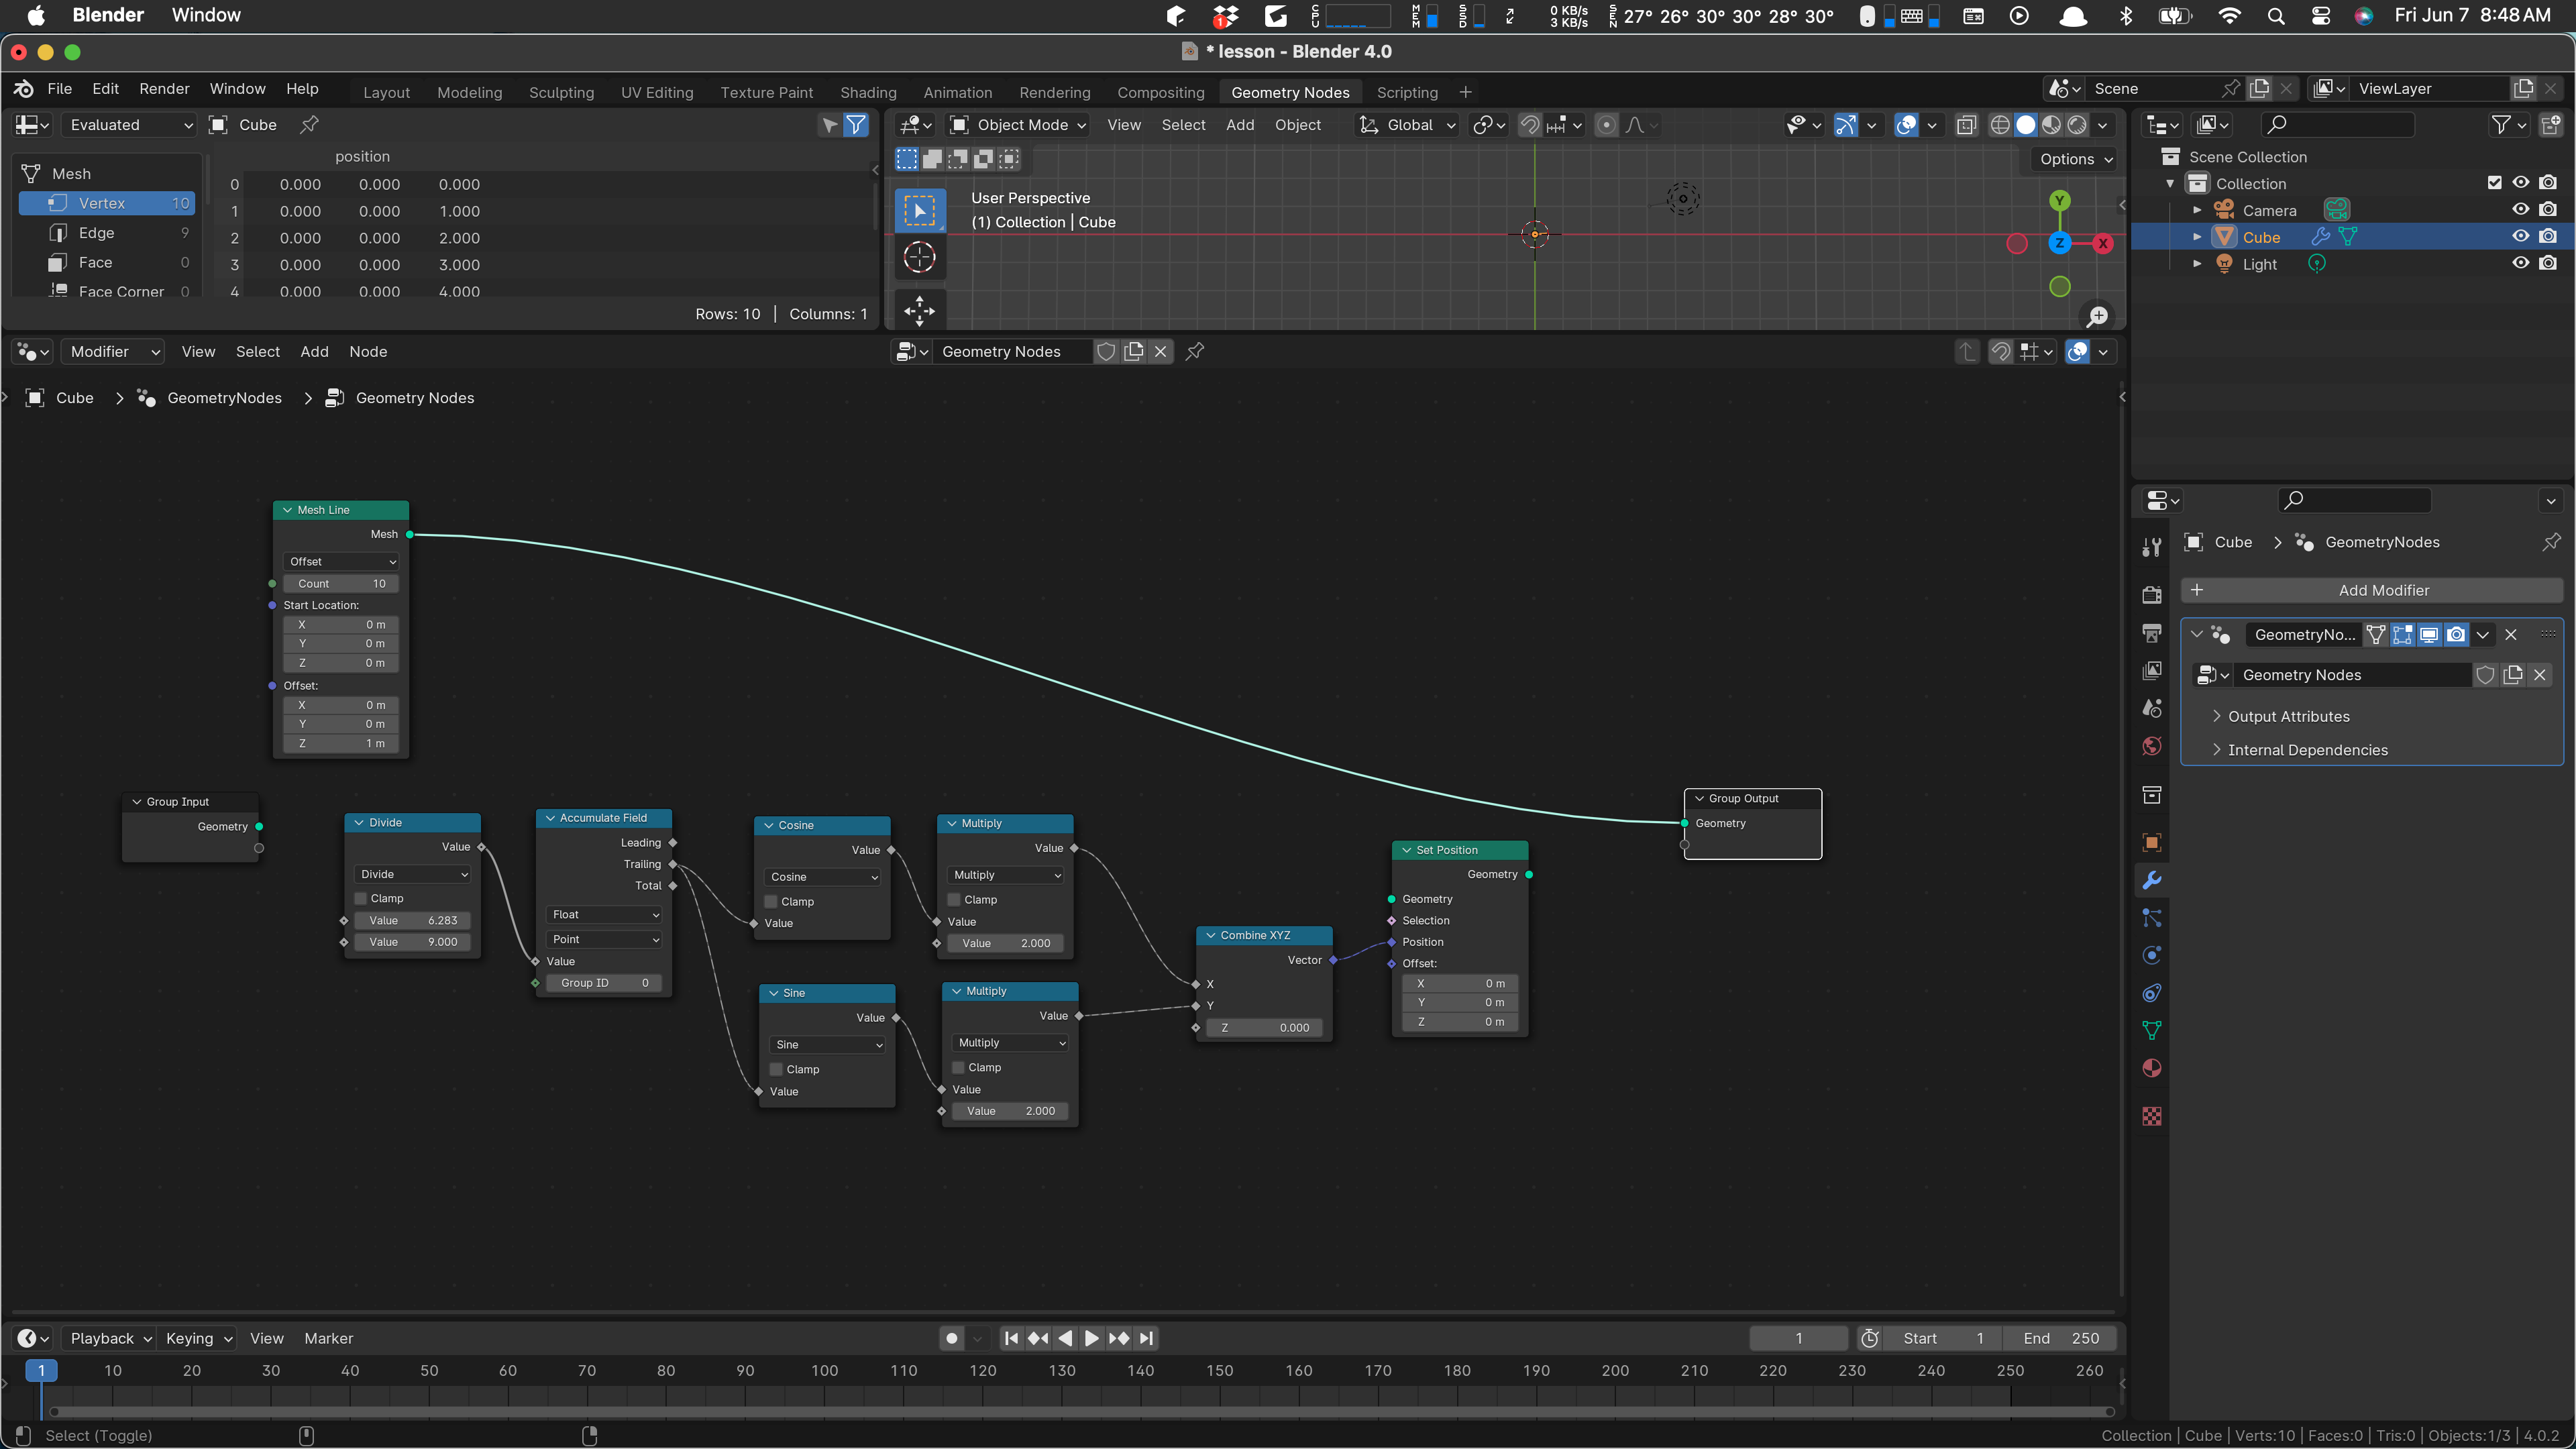 Blender Window
CPU MEM SSD 0 KB/s 3 KB/s SEN 27° 26° 30° 30° 28° 30° Fri Jun 7 8:48 AM
* lesson - Blender 4.0
File Edit Render Window Help Layout Modeling Sculpting UV Editing Texture Paint Shading Animation Rendering Compositing Geometry Nodes Scripting + Scene ViewLayer
Evaluated Cube
position
Mesh
Vertex 10
Edge 9
Face 0
Face Corner 0
0 0.000 0.000 0.000
1 0.000 0.000 1.000
2 0.000 0.000 2.000
3 0.000 0.000 3.000
4 0.000 0.000 4.000
Rows: 10 | Columns: 1
Object Mode View Select Add Object Global
Options
User Perspective
(1) Collection | Cube
Y
Z X
Scene Collection
Collection
Camera
Cube
Light
Modifier View Select Add Node Geometry Nodes
Cube > GeometryNodes > Geometry Nodes
Mesh Line
Mesh
Offset
Count 10
Start Location:
X 0 m
Y 0 m
Z 0 m
Offset:
X 0 m
Y 0 m
Z 1 m
Group Input
Geometry
Divide
Value
Divide
Clamp
Value 6.283
Value 9.000
Accumulate Field
Leading
Trailing
Total
Float
Point
Value
Group ID 0
Cosine
Value
Cosine
Clamp
Value
Multiply
Value
Multiply
Clamp
Value
Value 2.000
Sine
Value
Sine
Clamp
Value
Multiply
Value
Multiply
Clamp
Value
Value 2.000
Combine XYZ
Vector
X
Y
Z 0.000
Set Position
Geometry
Geometry
Selection
Position
Offset:
X 0 m
Y 0 m
Z 0 m
Group Output
Geometry
Cube > GeometryNodes
+ Add Modifier
GeometryNo...
Geometry Nodes
Output Attributes
Internal Dependencies
Playback Keying View Marker 1 Start 1 End 250
1 10 20 30 40 50 60 70 80 90 100 110 120 130 140 150 160 170 180 190 200 210 220 230 240 250 260
Select (Toggle)
Collection | Cube | Verts:10 | Faces:0 | Tris:0 | Objects:1/3 | 4.0.2